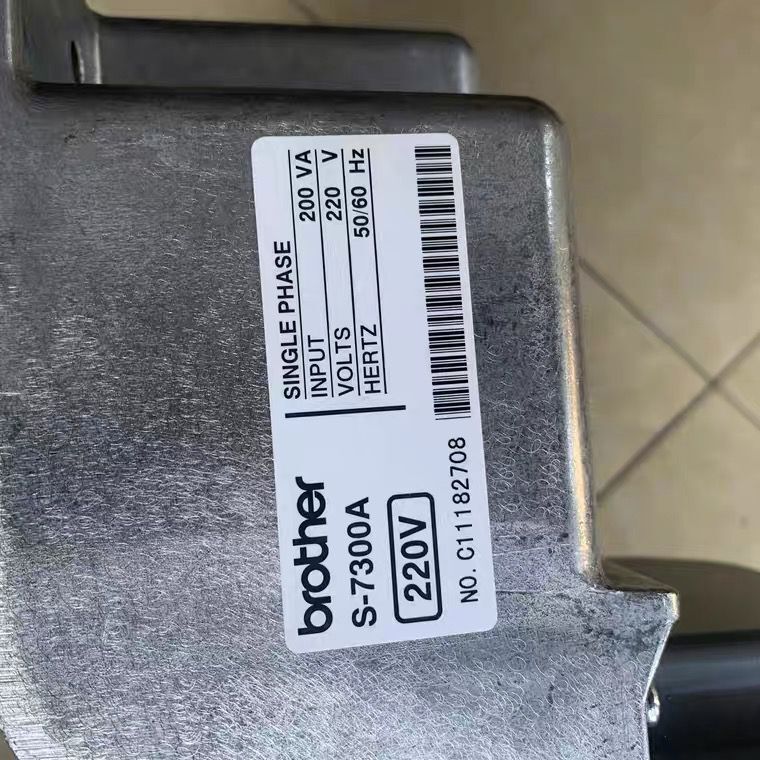 brother
S-7300A
220V
NO. C11182708
SINGLE PHASE
INPUT 200 VA
VOLTS 220 V
HERTZ 50/60 Hz